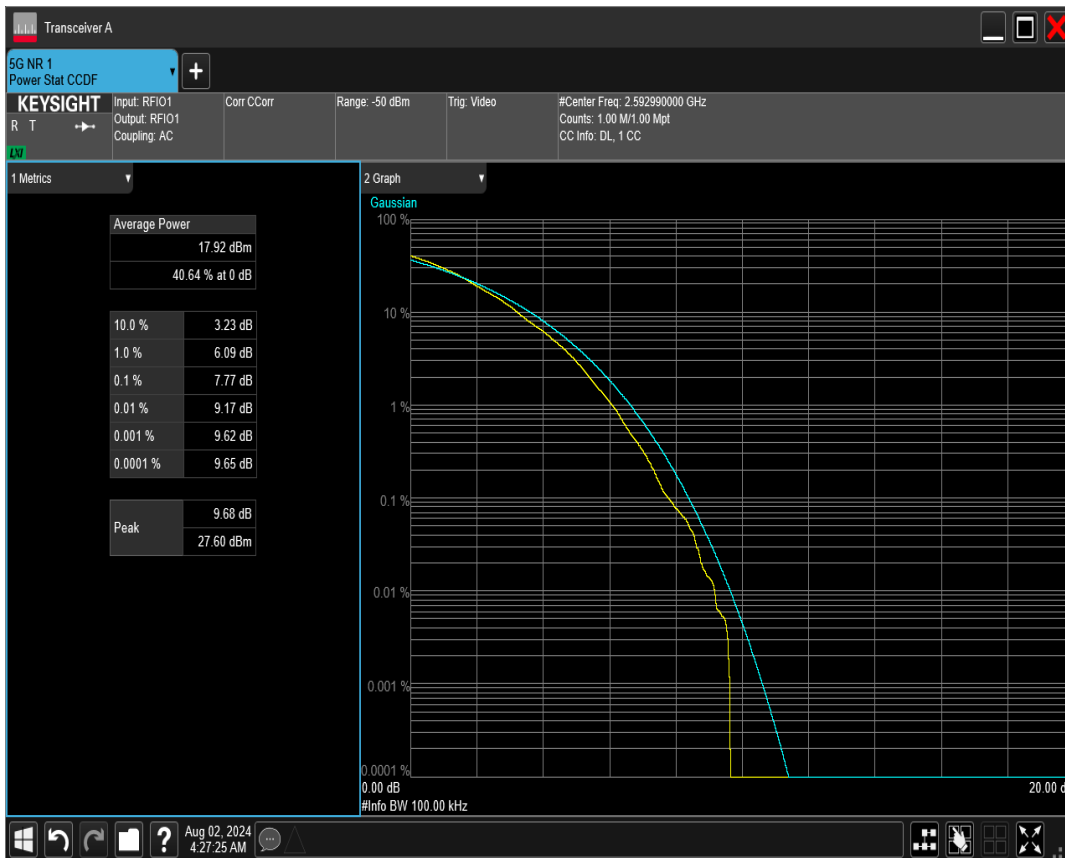 Transceiver A
5G NR 1
Power Stat CCDF
KEYSIGHT
R T
LXI
Input: RFIO1
Output: RFIO1
Coupling: AC
Corr CCorr
Range: -50 dBm
Trig: Video
#Center Freq: 2.592990000 GHz
Counts: 1.00 M/1.00 Mpt
CC Info: DL, 1 CC
1 Metrics
Average Power
17.92 dBm
40.64 % at 0 dB
10.0 % 3.23 dB
1.0 % 6.09 dB
0.1 % 7.77 dB
0.01 % 9.17 dB
0.001 % 9.62 dB
0.0001 % 9.65 dB
Peak
9.68 dB
27.60 dBm
2 Graph
Gaussian
100 %
10 %
1 %
0.1 %
0.01 %
0.001 %
0.0001 %
0.00 dB
20.00 d
#Info BW 100.00 kHz
Aug 02, 2024
4:27:25 AM